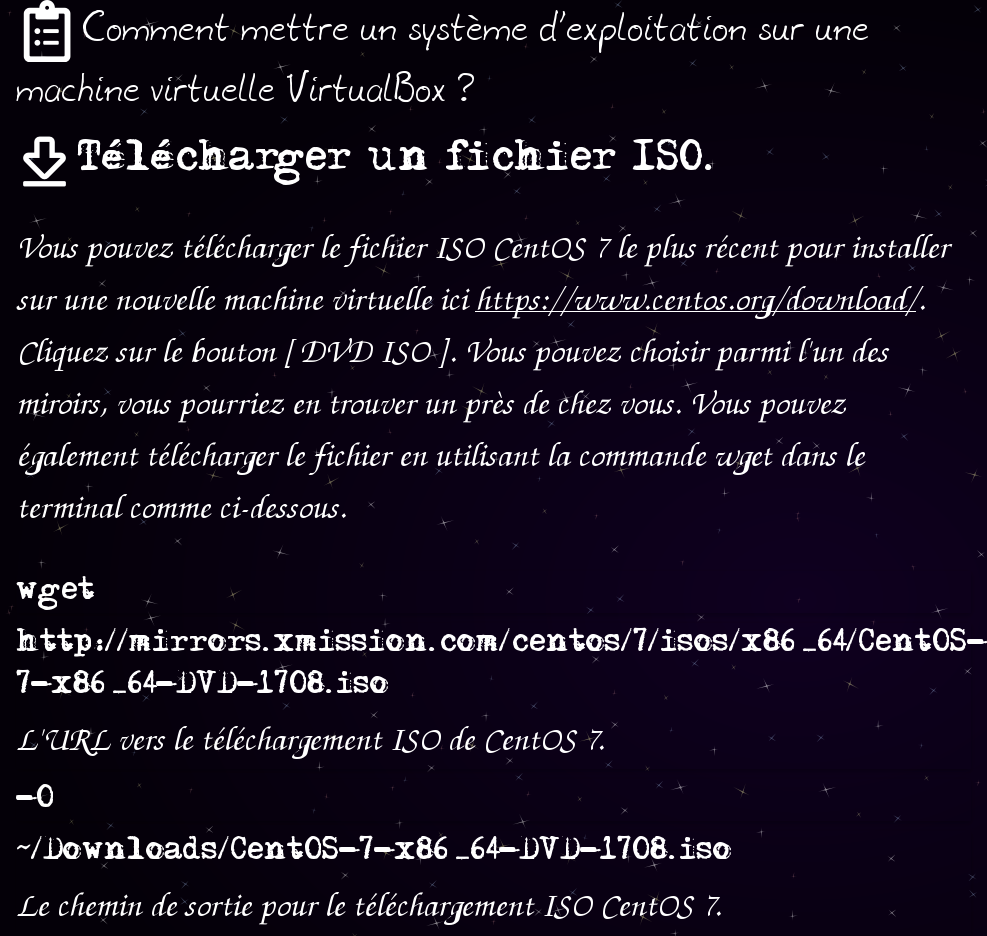 Comment mettre un système d'exploitation sur une
machine virtuelle VirtualBox ?
Télécharger un fichier ISO.
Vous pouvez télécharger le fichier ISO CentOS 7 le plus récent pour installer
sur une nouvelle machine virtuelle ici https://www.centos.org/download/.
Cliquez sur le bouton [ DVD ISO ]. Vous pouvez choisir parmi l'un des
miroirs, vous pourriez en trouver un près de chez vous. Vous pouvez
également télécharger le fichier en utilisant la commande wget dans le
terminal comme ci-dessous.
wget
http://mirrors.xmission.com/centos/7/isos/x86_64/CentOS-
7-x86_64-DVD-1708.iso
L'URL vers le téléchargement ISO de CentOS 7.
-O
~/Downloads/CentOS-7-x86_64-DVD-1708.iso
Le chemin de sortie pour le téléchargement ISO CentOS 7.